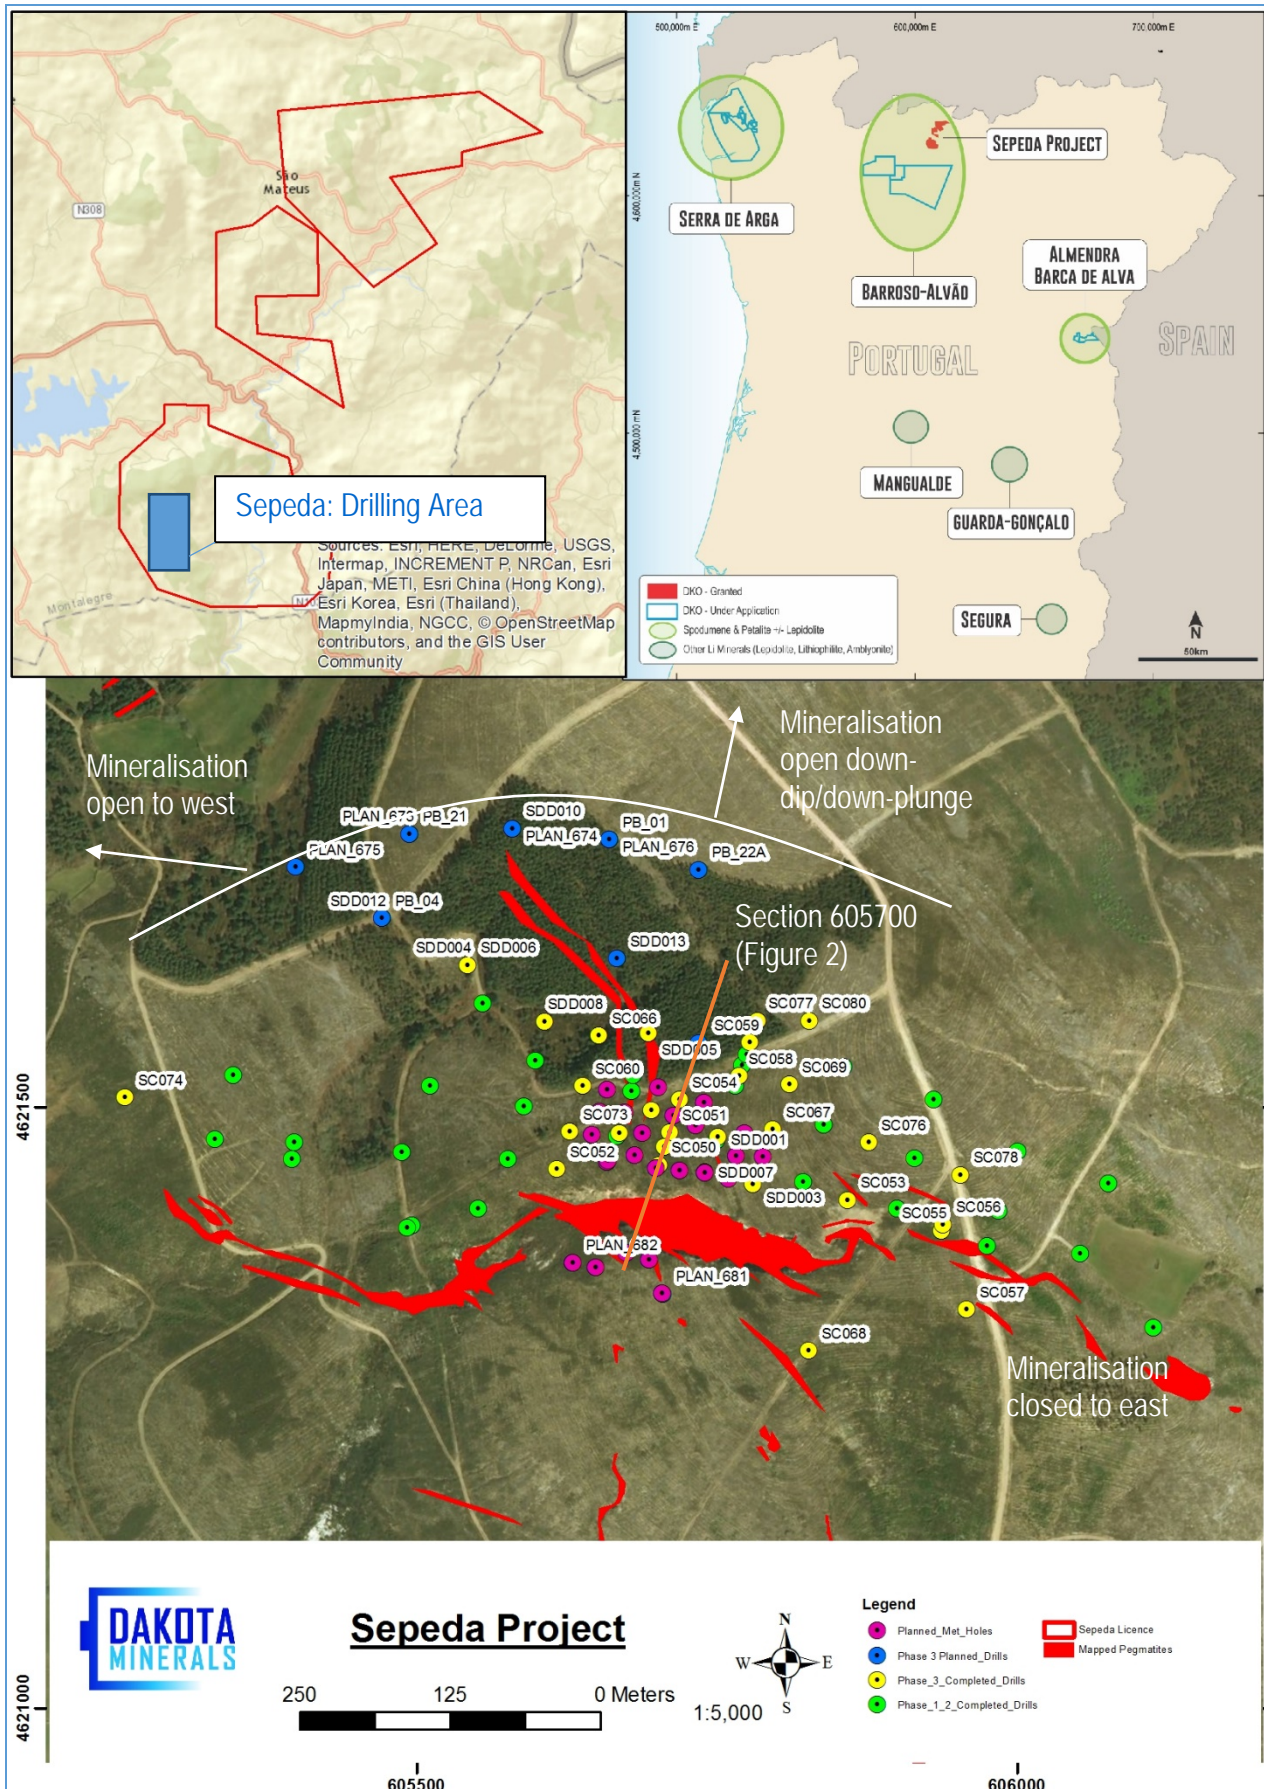 São
Mateus
N308
Montalegre
N10
Sepeda: Drilling Area
Sources: Esri, HERE, DeLorme, USGS,
Intermap, INCREMENT P, NRCan, Esri
Japan, METI, Esri China (Hong Kong),
Esri Korea, Esri (Thailand),
MapmyIndia, NGCC, © OpenStreetMap
contributors, and the GIS User
Community
500,000m E
600,000m E
700,000m E
4,600,000m N
4,500,000 mN
SEPEDA PROJECT
SERRA DE ARGA
BARROSO-ALVÃO
ALMENDRA
BARCA DE ALVA
PORTUGAL
SPAIN
MANGUALDE
GUARDA-GONÇALO
SEGURA
DKO - Granted
DKO - Under Application
Spodumene & Petalite +/- Lepidolite
Other Li Minerals (Lepidolite, Lithiophilite, Amblyonite)
N
50km
Mineralisation
open to west
Mineralisation
open down-
dip/down-plunge
PLAN_673 PB_21
SDD010
PLAN_674
PB_01
PLAN_676
PLAN_675
PB_22A
SDD012 PB_04
Section 605700
(Figure 2)
SDD004 SDD006
SDD013
SDD008
SC066
SC077 SC080
SC059
SDD005
SC058
SC060
SC054
SC069
SC074
SC073
SC051
SC067
SC076
SC052
SC050
SDD001
SDD007
SC078
SDD003
SC053
SC055
SC056
PLAN_682
PLAN_681
SC057
SC068
Mineralisation
closed to east
4621500
4621000
DAKOTA
MINERALS
Sepeda Project
250 125 0 Meters
1:5,000
N
W E
S
Legend
Planned_Met_Holes
Phase 3 Planned_Drills
Phase_3_Completed_Drills
Phase_1_2_Completed_Drills
Sepeda Licence
Mapped Pegmatites
605500
606000